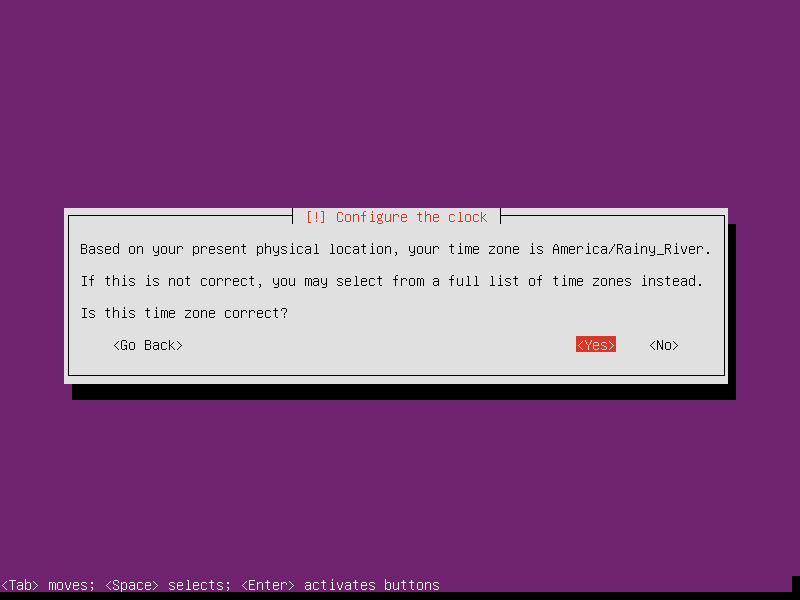 [!] Configure the clock
Based on your present physical location, your time zone is America/Rainy_River.
If this is not correct, you may select from a full list of time zones instead.
Is this time zone correct?
<Go Back> <Yes> <No>
<Tab> moves; <Space> selects; <Enter> activates buttons